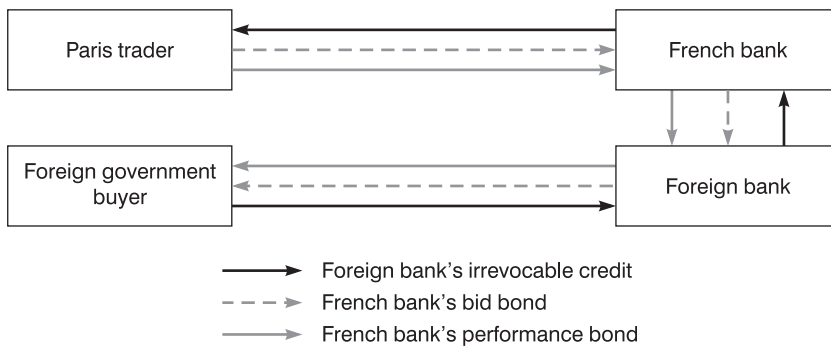 Paris trader
French bank
Foreign government
buyer
Foreign bank
Foreign bank's irrevocable credit
French bank's bid bond
French bank's performance bond